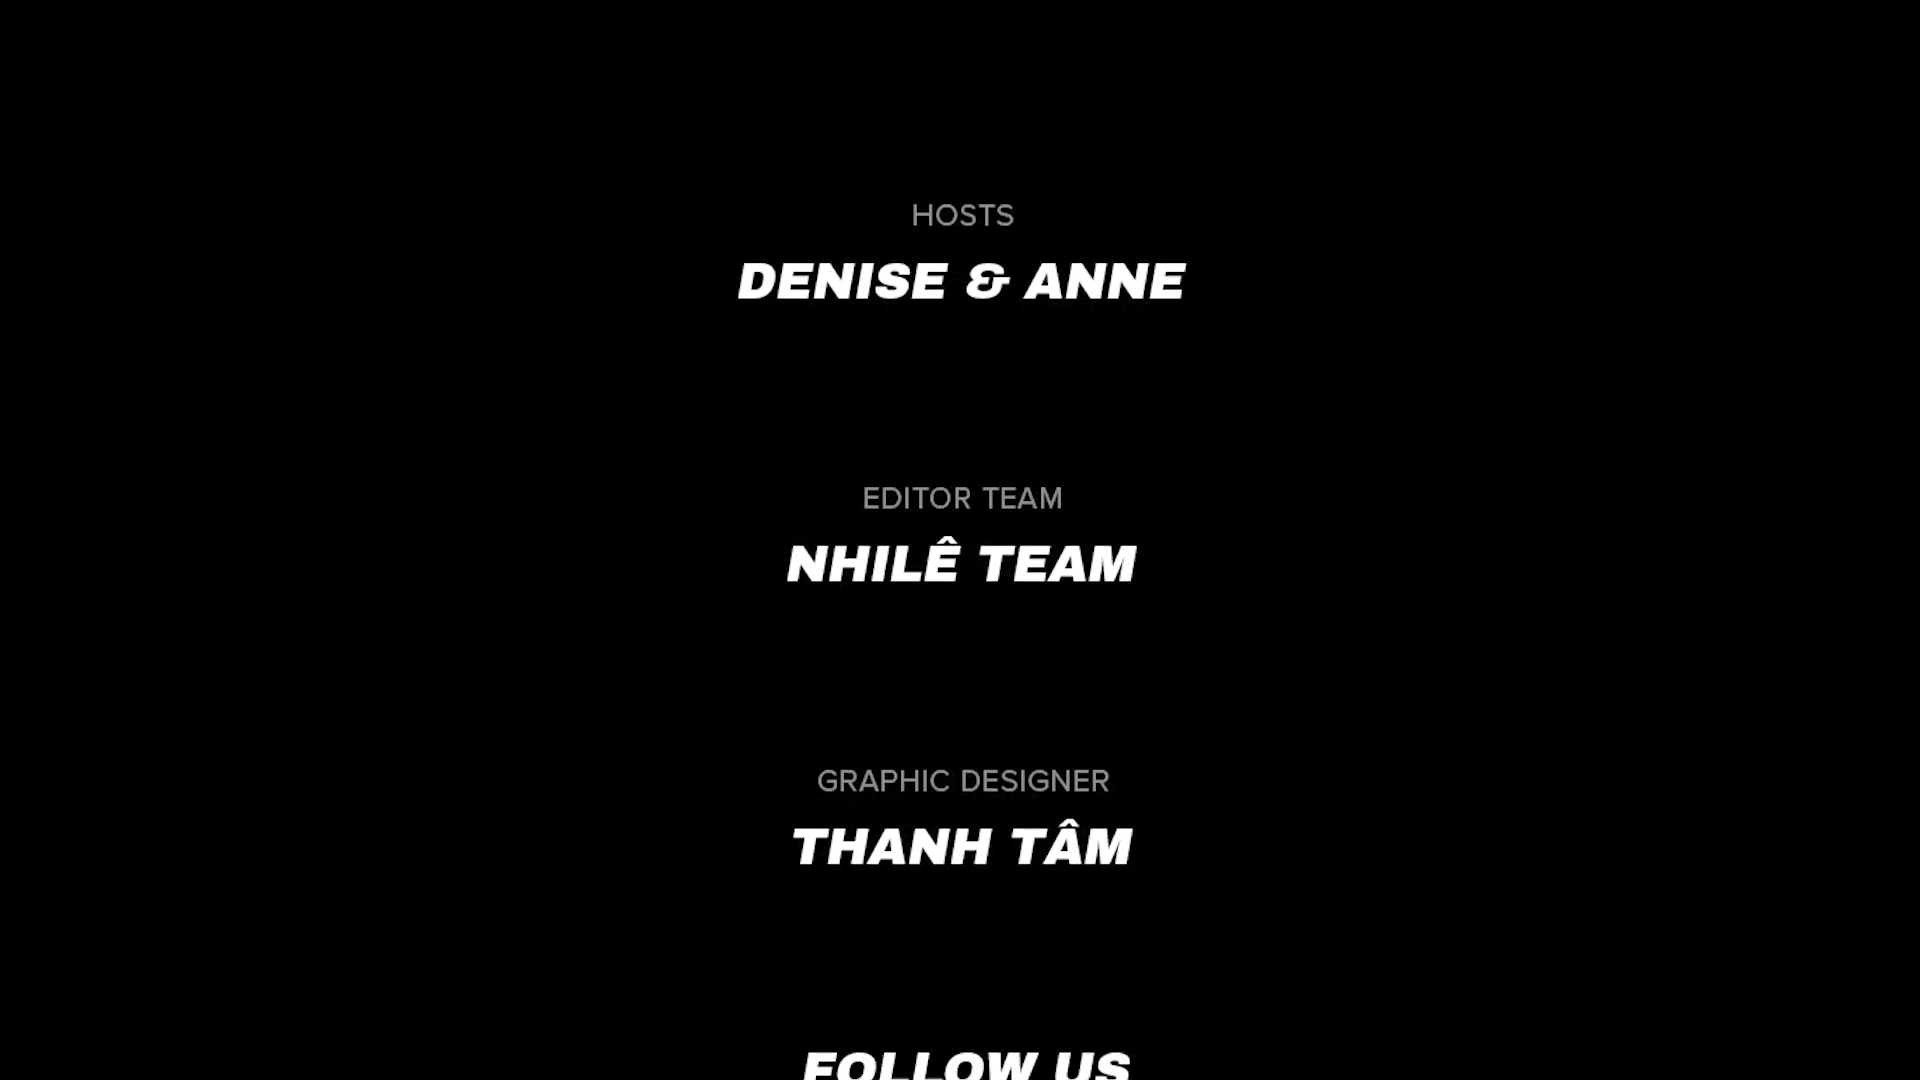 HOSTS
DENISE & ANNE
EDITOR TEAM
NHILÊ TEAM
GRAPHIC DESIGNER
THANH TÂM
FOLLOW US